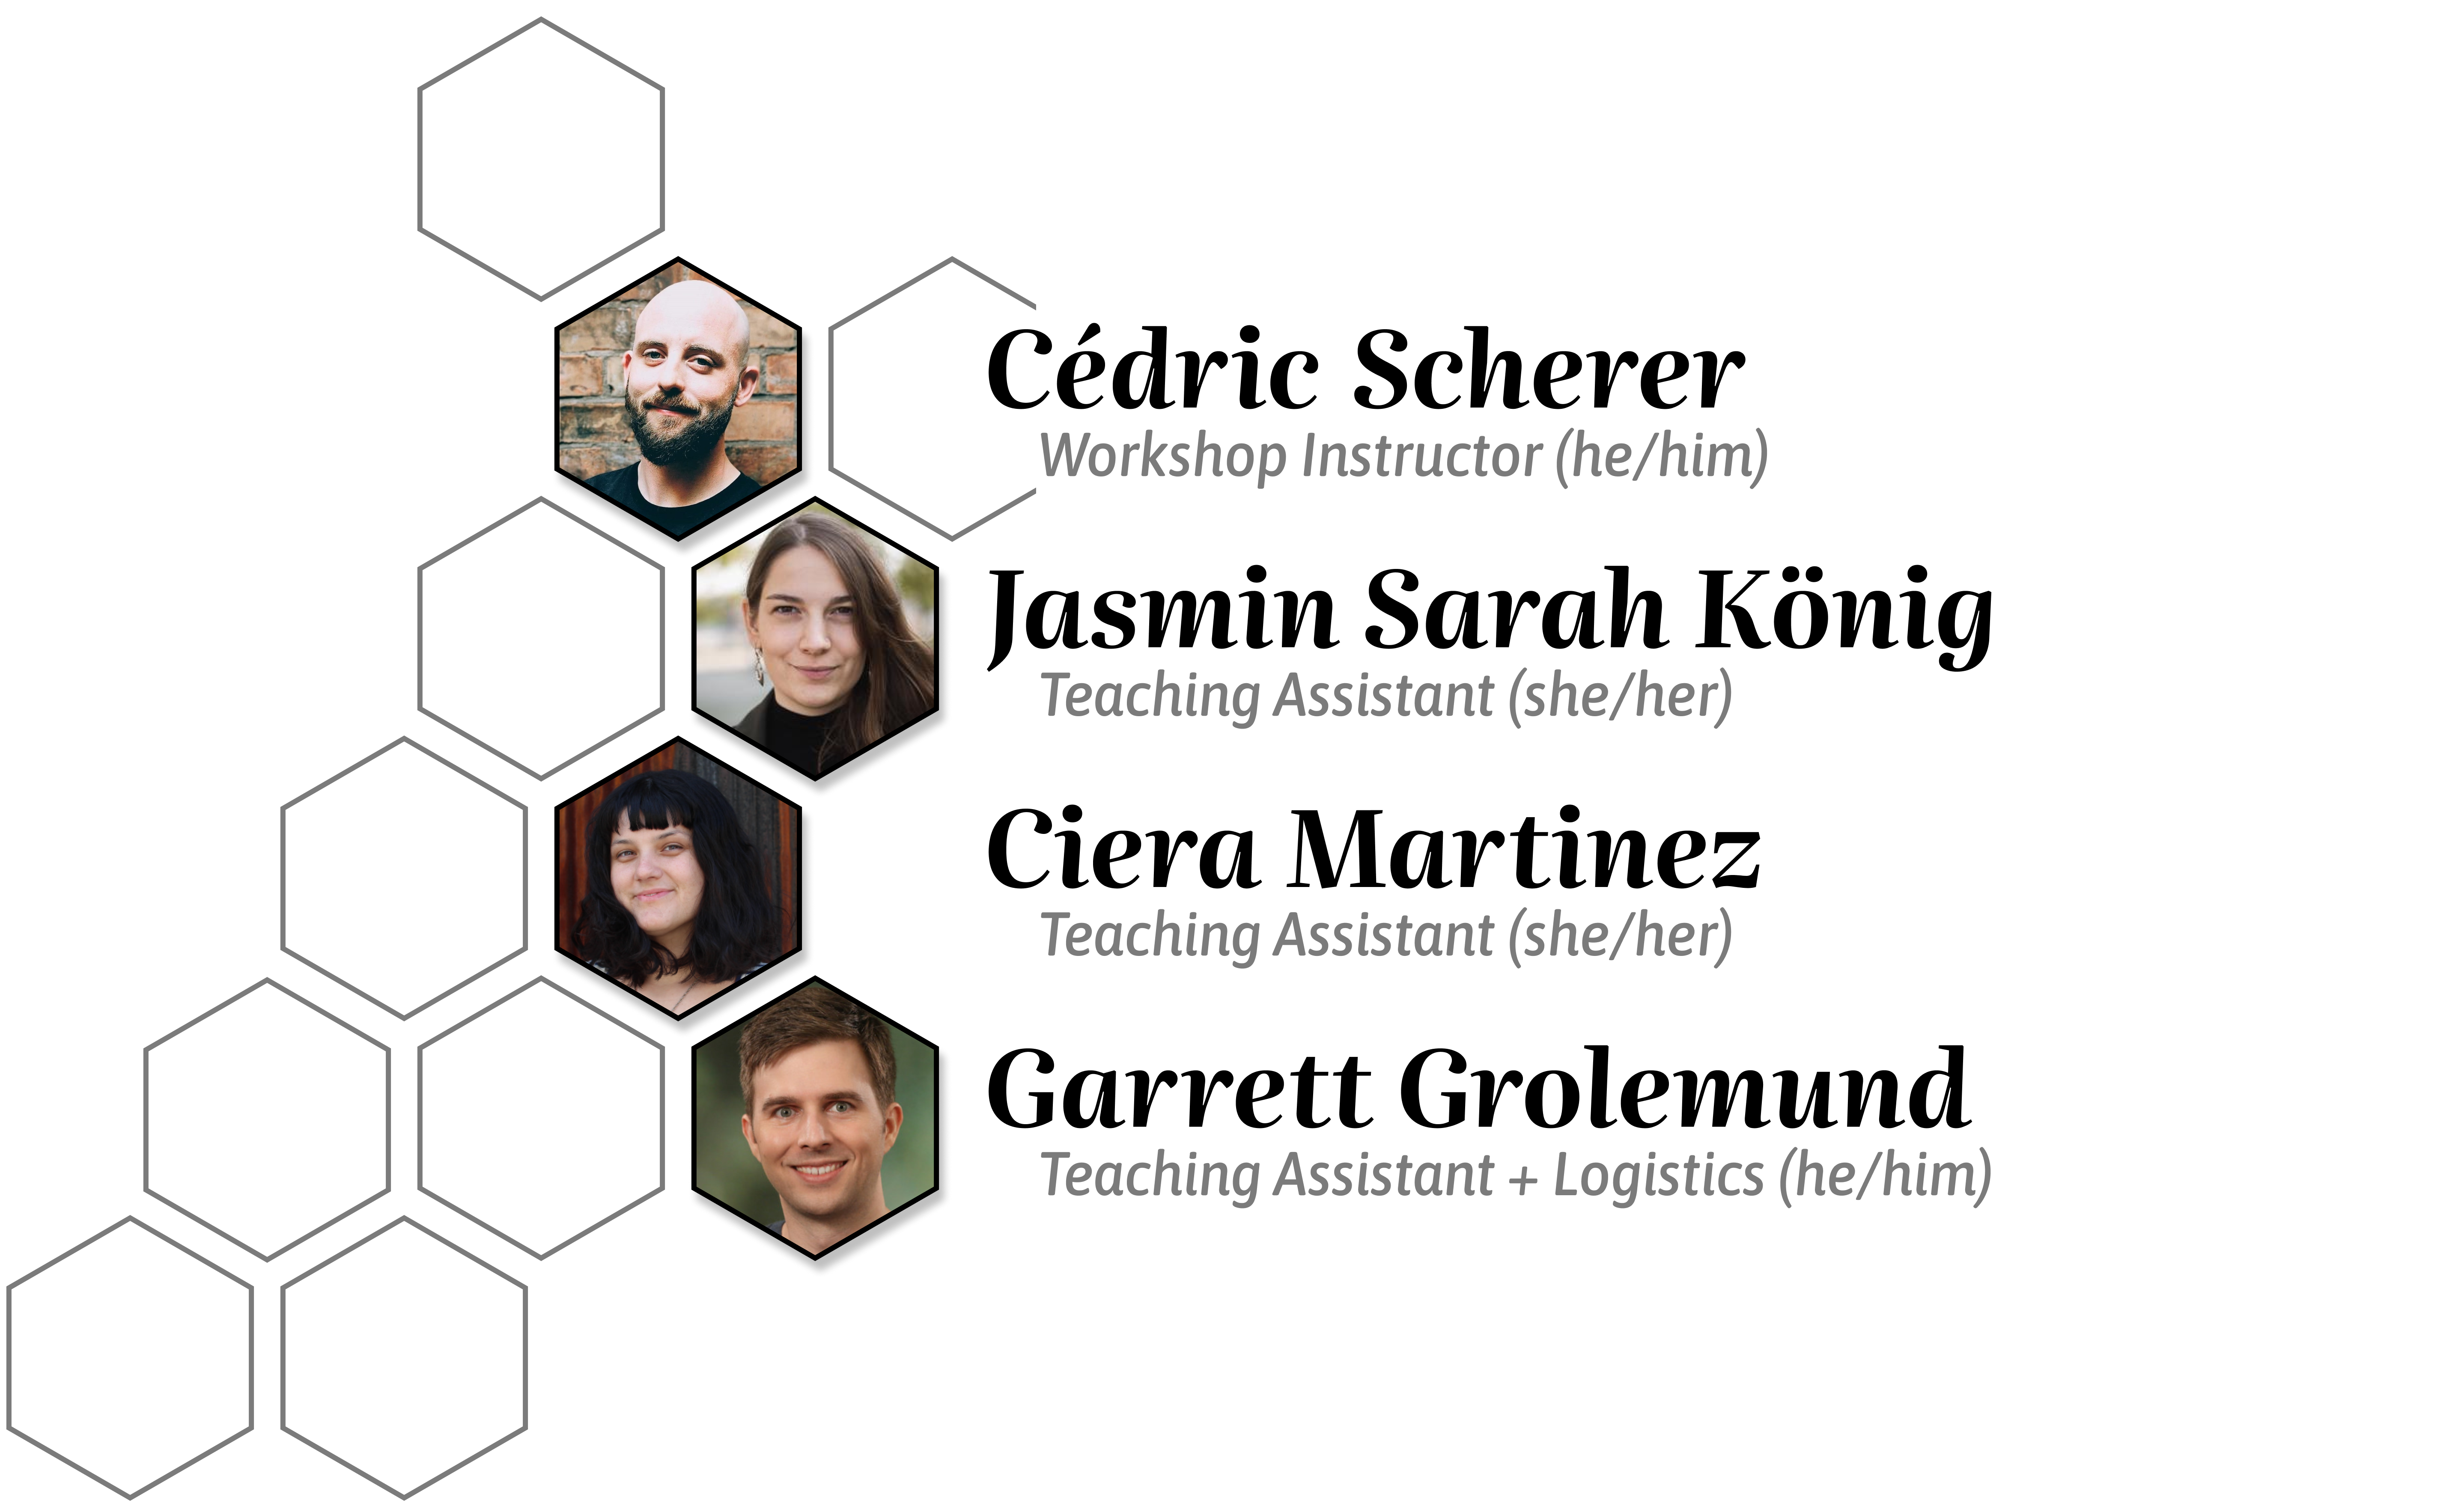 Cédric Scherer
Workshop Instructor (he/him)
Jasmin Sarah König
Teaching Assistant (she/her)
Ciera Martinez
Teaching Assistant (she/her)
Garrett Grolemund
Teaching Assistant + Logistics (he/him)